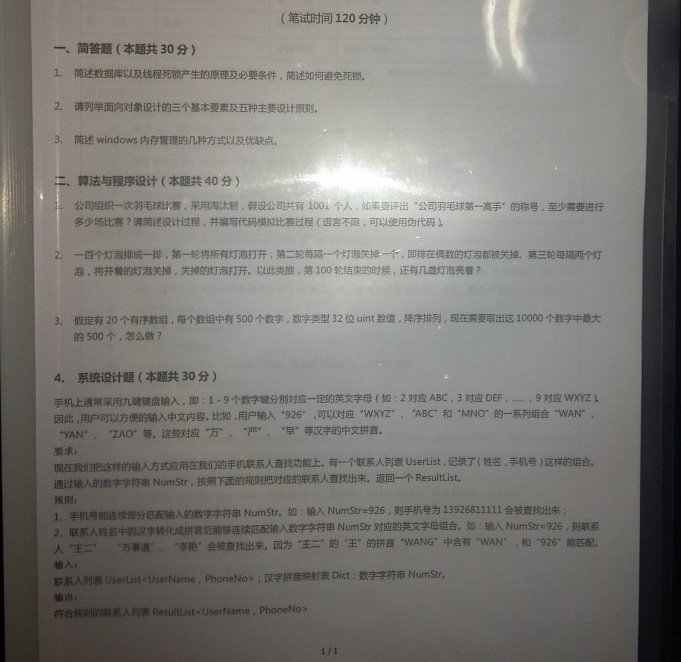 （笔试时间 120 分钟）
一、简答题（本题共 30 分）
1. 简述数据库以及线程死锁产生的原理及必要条件，简述如何避免死锁。
2. 请列举面向对象设计的三个基本要素及五种主要设计原则。
3. 简述 windows 内存管理的几种方式以及优缺点。
二、算法与程序设计（本题共 40 分）
1. 公司组织一次羽毛球比赛，采用淘汰制，假设公司共有 1001 个人，如果要评出“公司羽毛球第一高手”的称号，至少需要进行
多少场比赛？请简述设计过程，并编写代码模拟比赛过程（语言不限，可以使用伪代码）。
2. 一百个灯泡排成一排，第一轮将所有灯泡打开；第二轮每隔一个灯泡关掉一个，即排在偶数的灯泡都被关掉，第三轮每隔两个灯
泡，将开着的灯泡关掉，关掉的灯泡打开。以此类推，第 100 轮结束的时候，还有几盏灯泡亮着？
3. 假定有 20 个有序数组，每个数组中有 500 个数字，数字类型 32 位 uint 数值，降序排列，现在需要取出这 10000 个数字中最大
的 500 个，怎么做？
4. 系统设计题（本题共 30 分）
手机上通常采用九键键盘输入，即：1 - 9 个数字键分别对应一定的英文字母（如：2 对应 ABC，3 对应 DEF，……，9 对应 WXYZ）。
因此，用户可以方便的输入中文内容。比如，用户输入“926”，可以对应“WXYZ”、“ABC”和“MNO”的一系列组合“WAN”、
“YAN”、“ZAO”等。这些对应“万”、“严”、“早”等汉字的中文拼音。
要求：
现在我们把这样的输入方式应用在我们的手机联系人查找功能上。有一个联系人列表 UserList，记录了｛姓名，手机号｝这样的组合。
通过输入的数字字符串 NumStr，按照下面的规则把对应的联系人查找出来。返回一个 ResultList。
规则：
1、手机号能连续部分匹配输入的数字字符串 NumStr。如：输入 NumStr=926，则手机号为 13926811111 会被查找出来；
2、联系人姓名中的汉字转化成拼音后能够连续匹配输入数字字符串 NumStr 对应的英文字母组合。如：输入 NumStr=926，则联系
人“王二”、“万事通”、“李艳”会被查找出来。因为“王二”的“王”的拼音“WANG”中含有“WAN”，和“926”能匹配。
输入：
联系人列表 UserList<UserName，PhoneNo>；汉字拼音映射表 Dict；数字字符串 NumStr。
输出：
符合规则的联系人列表 ResultList<UserName，PhoneNo>
1 / 1